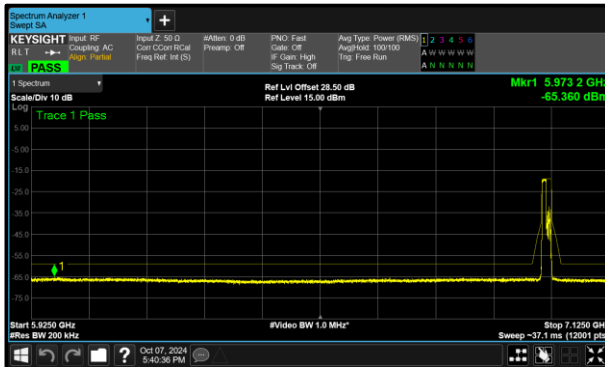 Spectrum Analyzer 1
Swept SA
KEYSIGHT
RLT
LXI
PASS
Input: RF
Coupling: AC
Align: Partial
Input Z: 50 Ω
Corr CCorr RCal
Freq Ref: Int (S)
#Atten: 0 dB
Preamp: Off
PNO: Fast
Gate: Off
IF Gain: High
Sig Track: Off
Avg Type: Power (RMS)
Avg|Hold: 100/100
Trig: Free Run
1 2 3 4 5 6
A W W W W W
A N N N N N
1 Spectrum
Scale/Div 10 dB
Ref Lvl Offset 28.50 dB
Ref Level 15.00 dBm
Mkr1 5.973 2 GHz
-65.360 dBm
Log
Trace 1 Pass
5.00
-5.00
-15.0
-25.0
-35.0
-45.0
-55.0
-65.0
-75.0
1
Start 5.9250 GHz
#Res BW 200 kHz
#Video BW 1.0 MHz*
Stop 7.1250 GHz
Sweep ~37.1 ms (12001 pts)
?
Oct 07, 2024
5:40:36 PM